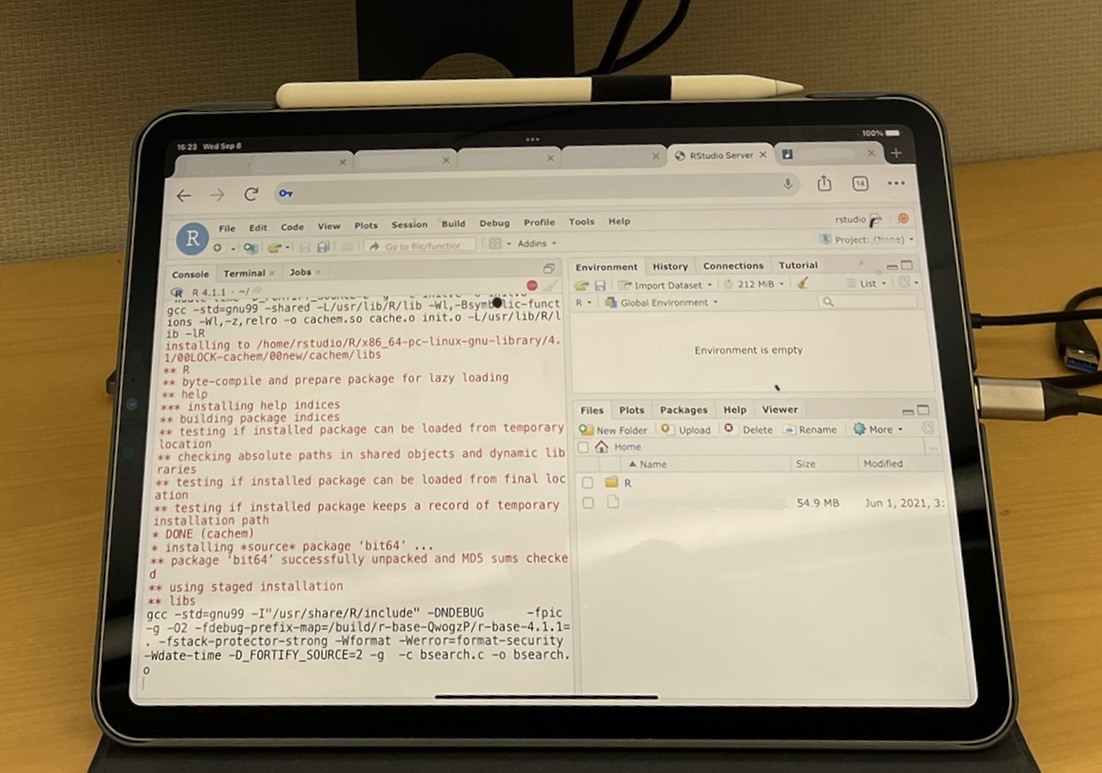 16:23 Wed Sep 8
100%
RStudio Server
14
R
File Edit Code View Plots Session Build Debug Profile Tools Help
rstudio
Go to file/function
Addins
Project: (None)
Console Terminal Jobs
R 4.1.1 · ~/
gcc -std=gnu99 -shared -L/usr/lib/R/lib -Wl,-Bsymbolic-funct
ions -Wl,-z,relro -o cachem.so cache.o init.o -L/usr/lib/R/l
ib -lR
installing to /home/rstudio/R/x86_64-pc-linux-gnu-library/4.
1/00LOCK-cachem/00new/cachem/libs
** R
** byte-compile and prepare package for lazy loading
** help
*** installing help indices
** building package indices
** testing if installed package can be loaded from temporary
location
** checking absolute paths in shared objects and dynamic lib
raries
** testing if installed package can be loaded from final loc
ation
** testing if installed package keeps a record of temporary
installation path
* DONE (cachem)
* installing *source* package 'bit64' ...
** package 'bit64' successfully unpacked and MD5 sums checke
d
** using staged installation
** libs
gcc -std=gnu99 -I"/usr/share/R/include" -DNDEBUG -fpic
-g -O2 -fdebug-prefix-map=/build/r-base-QwogzP/r-base-4.1.1=
. -fstack-protector-strong -Wformat -Werror=format-security
-Wdate-time -D_FORTIFY_SOURCE=2 -g -c bsearch.c -o bsearch.
o
Environment History Connections Tutorial
Import Dataset 212 MiB List
R Global Environment
Environment is empty
Files Plots Packages Help Viewer
New Folder Upload Delete Rename More
Home
Name Size Modified
R
54.9 MB Jun 1, 2021, 3: